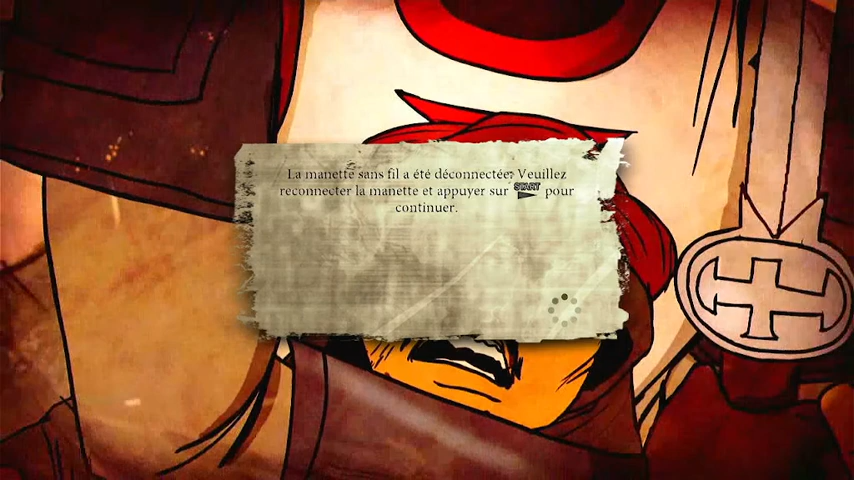 La manette sans fil a été déconnectée? Veuillez
reconnecter la manette et appuyer sur START pour
continuer.